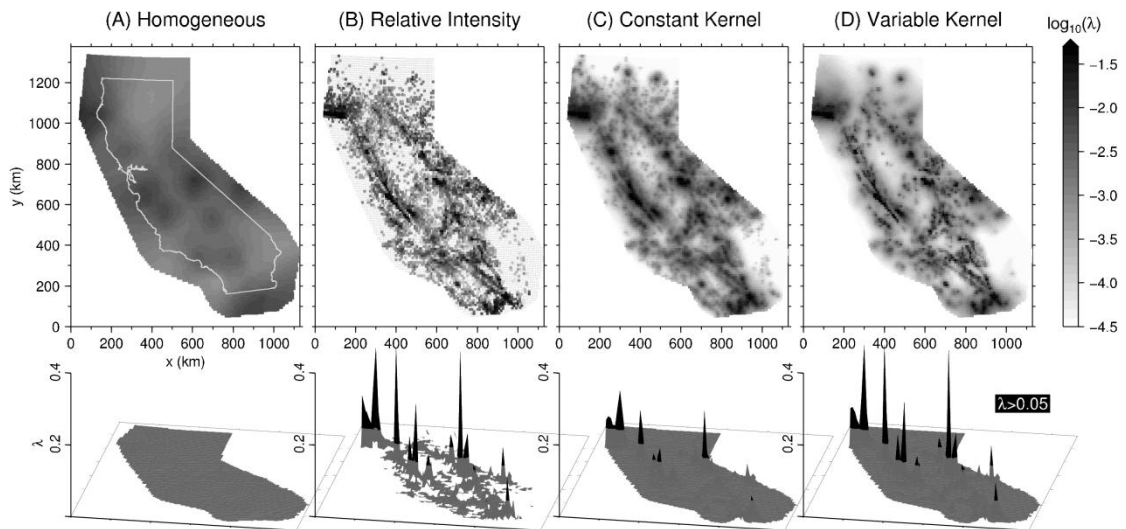 (A) Homogeneous
(B) Relative Intensity
(C) Constant Kernel
(D) Variable Kernel
log10(λ)
y (km)
1200
1000
800
600
400
200
0
0 200 400 600 800 1000
x (km)
0 200 400 600 800 1000
0 200 400 600 800 1000
0 200 400 600 800 1000
−1.5
−2.0
−2.5
−3.0
−3.5
−4.0
−4.5
λ
0.4
0.2
0.4
0.2
0.4
0.2
0.4
0.2
λ>0.05